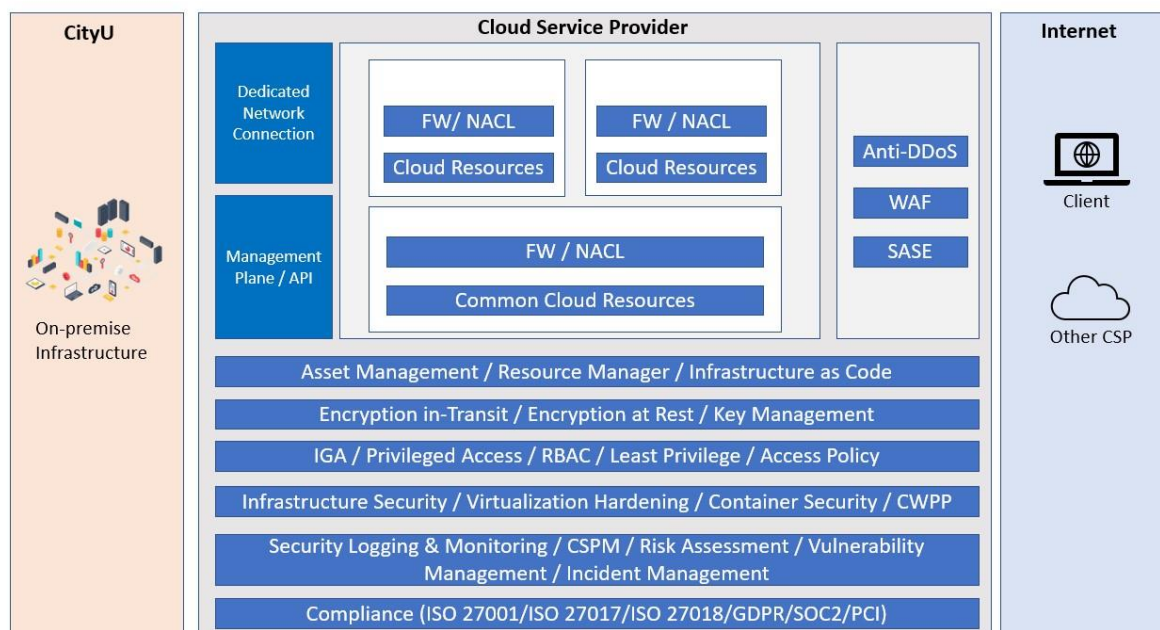 CityU
On-premise
Infrastructure
Cloud Service Provider
Dedicated
Network
Connection
Management
Plane / API
FW/ NACL
Cloud Resources
FW / NACL
Cloud Resources
FW / NACL
Common Cloud Resources
Anti-DDoS
WAF
SASE
Asset Management / Resource Manager / Infrastructure as Code
Encryption in-Transit / Encryption at Rest / Key Management
IGA / Privileged Access / RBAC / Least Privilege / Access Policy
Infrastructure Security / Virtualization Hardening / Container Security / CWPP
Security Logging & Monitoring / CSPM / Risk Assessment / Vulnerability
Management / Incident Management
Compliance (ISO 27001/ISO 27017/ISO 27018/GDPR/SOC2/PCI)
Internet
Client
Other CSP